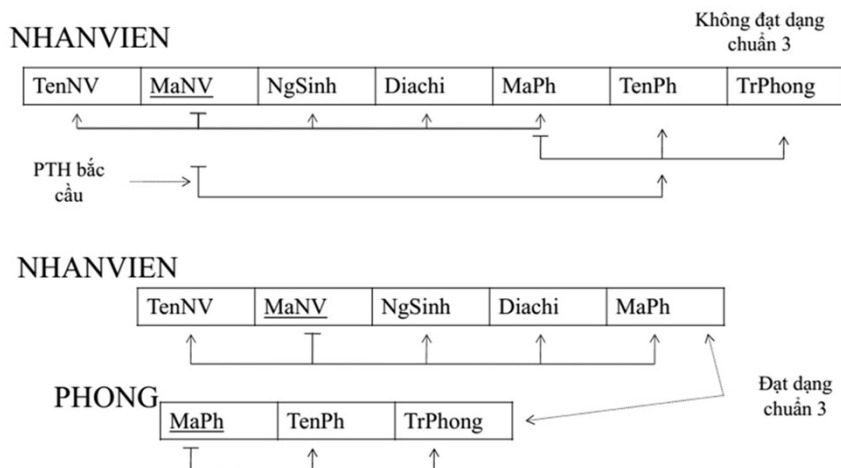 Không đạt dạng
chuẩn 3
NHANVIEN
TenNV MaNV NgSinh Diachi MaPh TenPh TrPhong
PTH bắc
cầu
NHANVIEN
TenNV MaNV NgSinh Diachi MaPh
Đạt dạng
chuẩn 3
PHONG
MaPh TenPh TrPhong